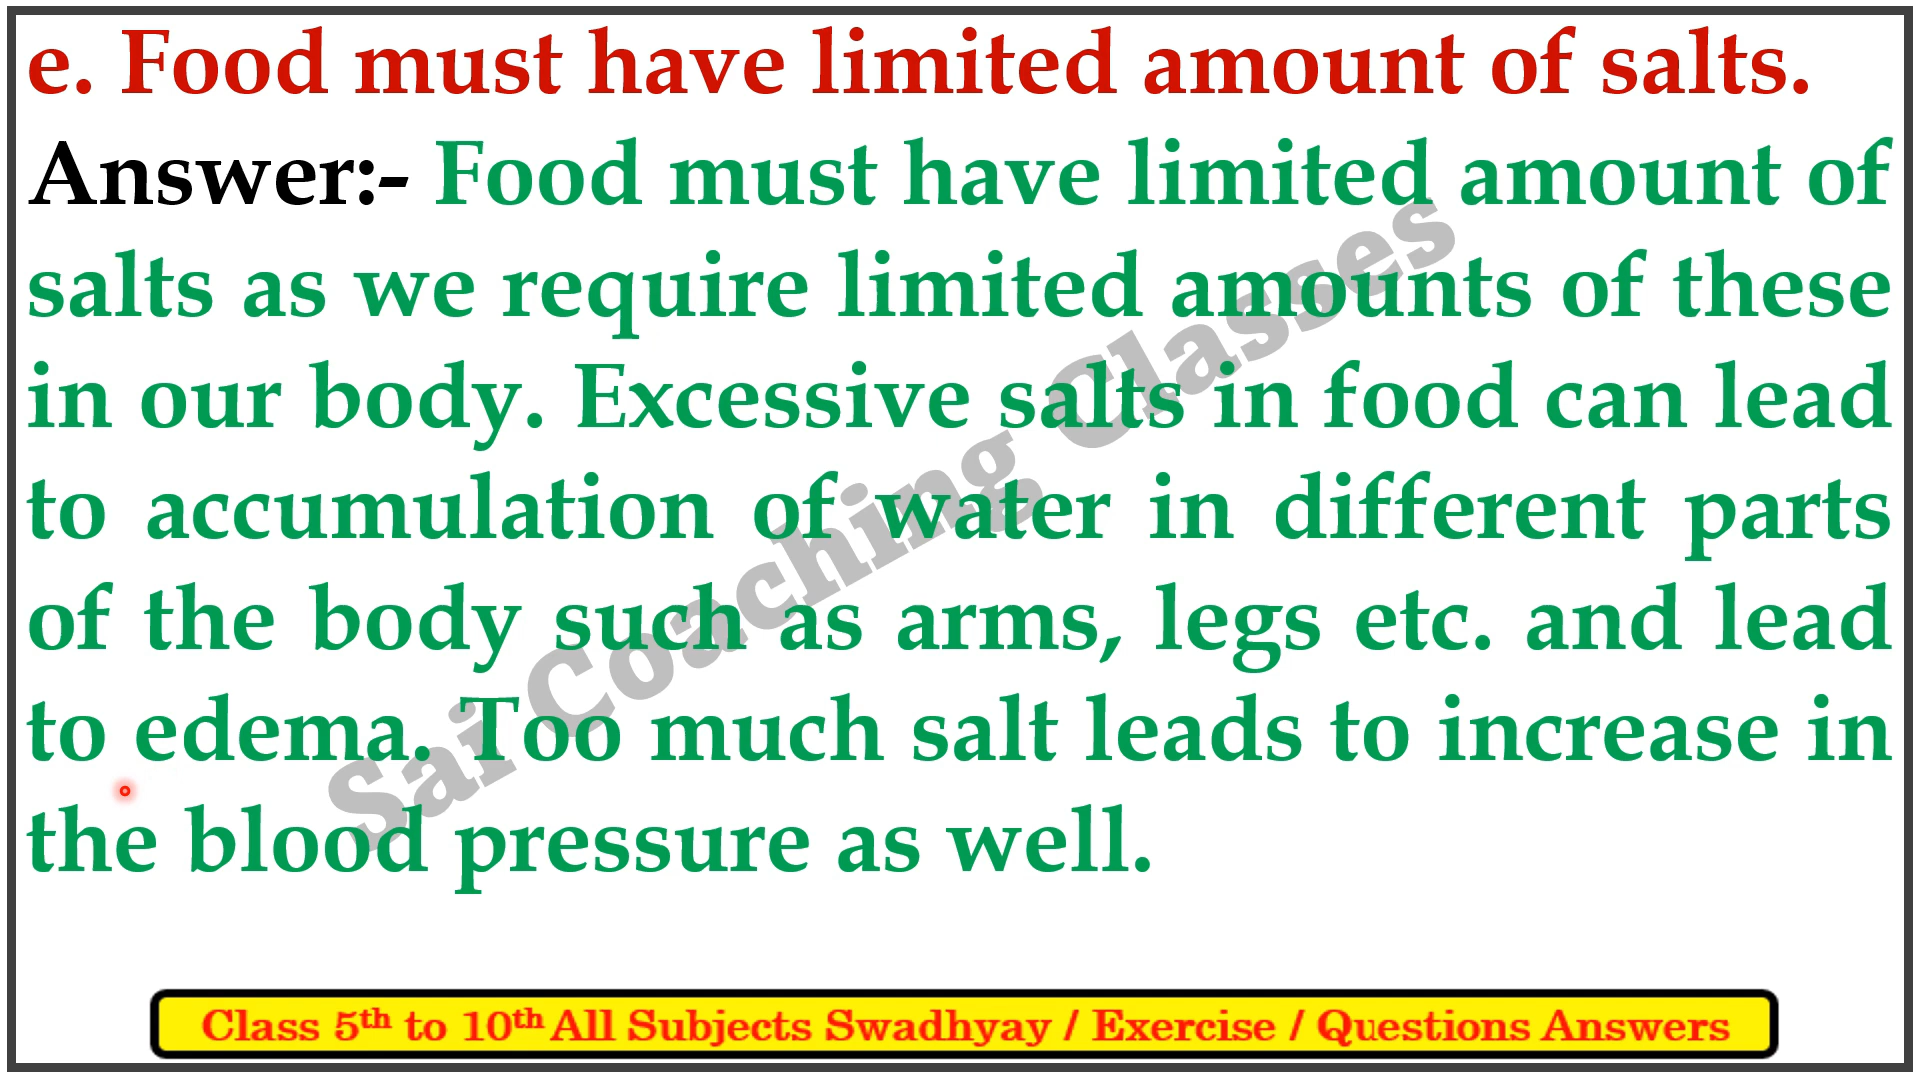 e. Food must have limited amount of salts.
Answer:- Food must have limited amount of
salts as we require limited amounts of these
in our body. Excessive salts in food can lead
to accumulation of water in different parts
of the body such as arms, legs etc. and lead
to edema. Too much salt leads to increase in
the blood pressure as well.
Sai Coaching Classes
Class 5th to 10th All Subjects Swadhyay / Exercise / Questions Answers